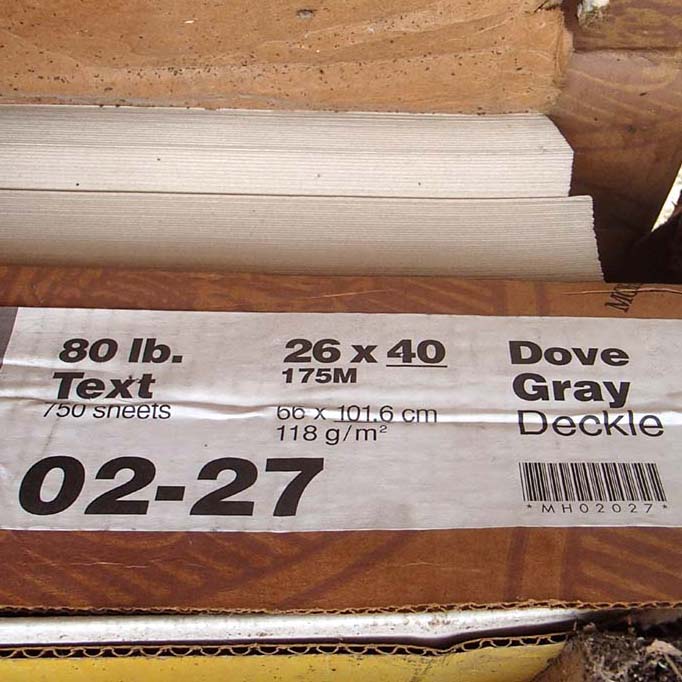 80 lb.
Text
750 sheets
02-27
26 x 40
175M
66 x 101.6 cm
118 g/m²
Dove
Gray
Deckle
*MH02027*